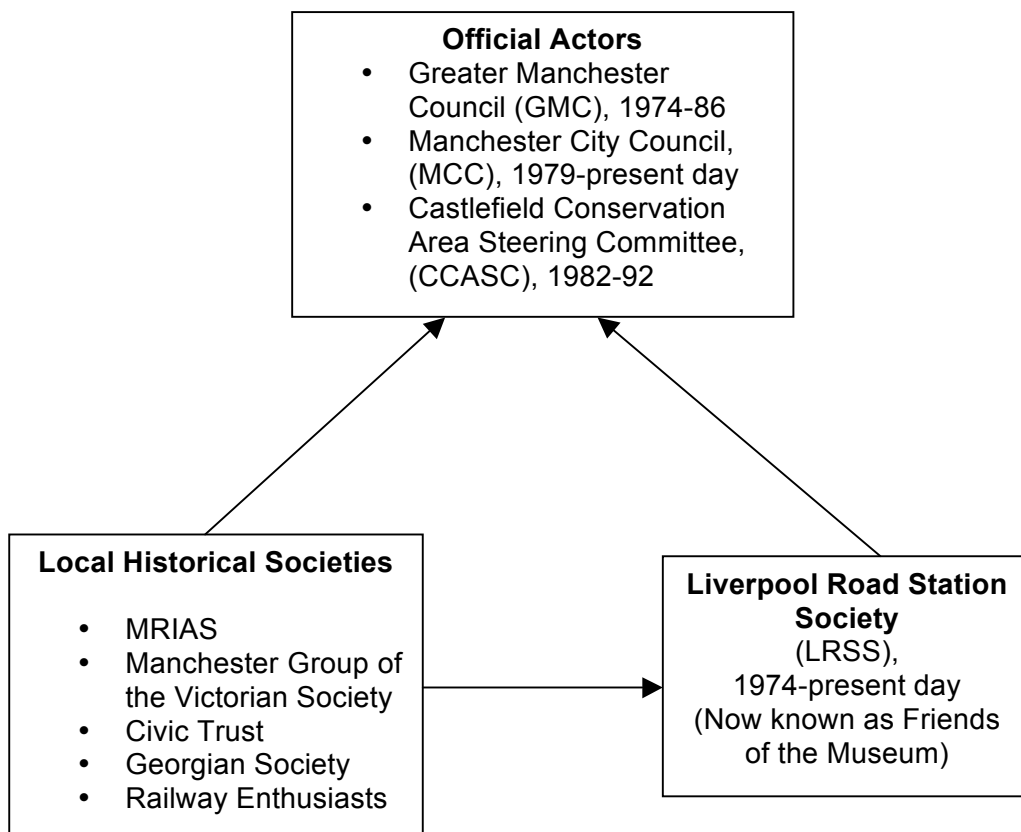 Official Actors
• Greater Manchester
Council (GMC), 1974-86
• Manchester City Council,
(MCC), 1979-present day
• Castlefield Conservation
Area Steering Committee,
(CCASC), 1982-92
Local Historical Societies
• MRIAS
• Manchester Group of
the Victorian Society
• Civic Trust
• Georgian Society
• Railway Enthusiasts
Liverpool Road Station
Society
(LRSS),
1974-present day
(Now known as Friends
of the Museum)